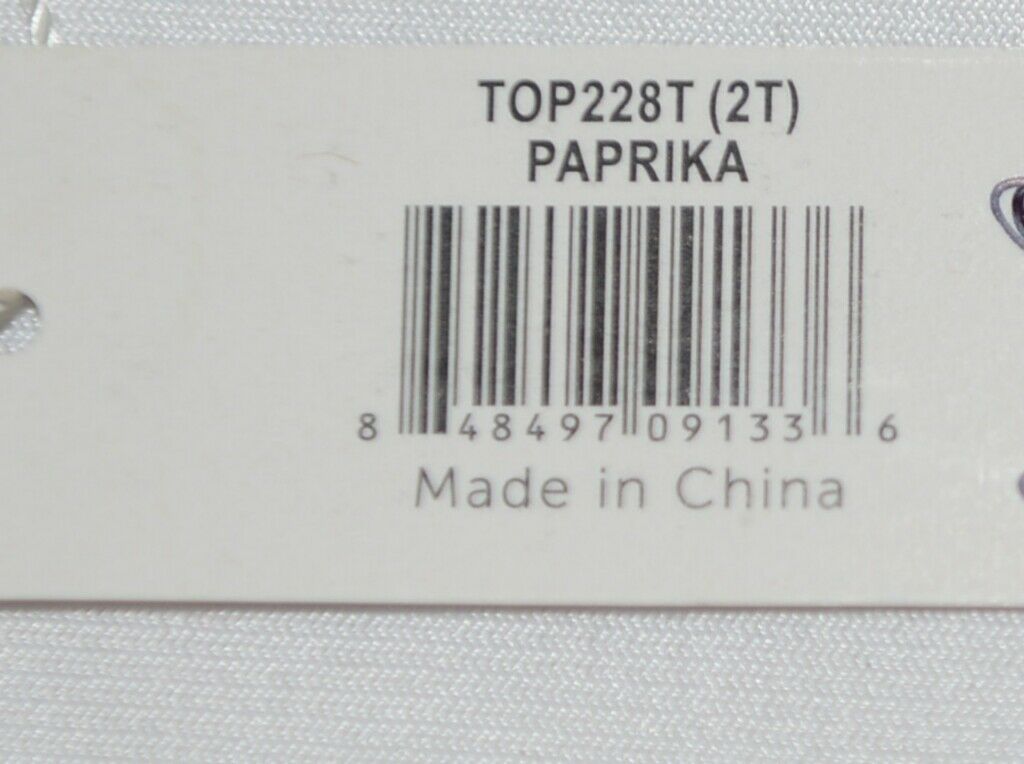 TOP228T (2T)
PAPRIKA
8 48497 09133 6
Made in China